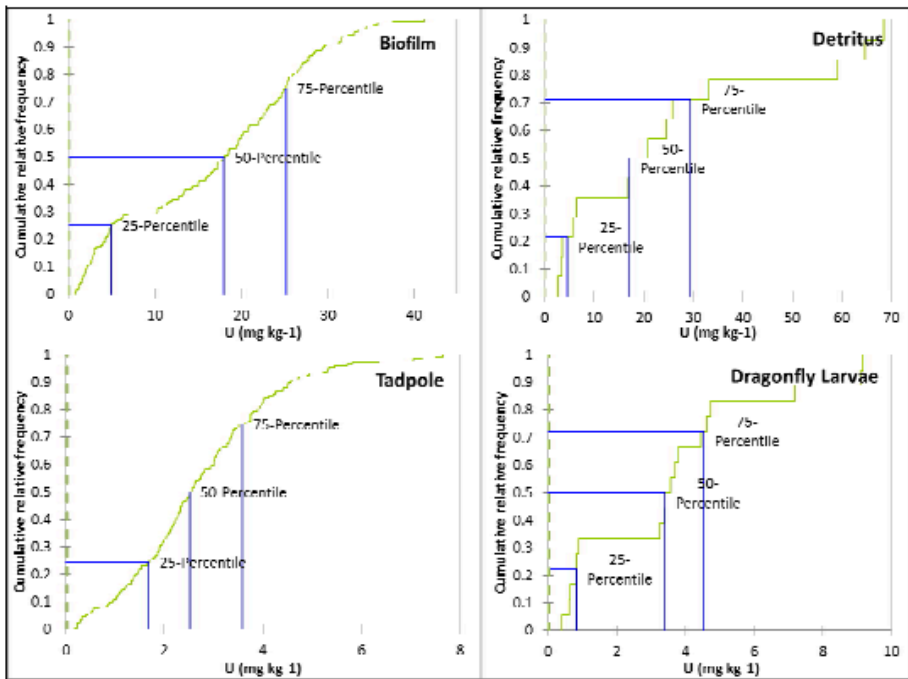 Biofilm
Cumulative relative frequency
1
0.9
0.8
0.7
0.6
0.5
0.4
0.3
0.2
0.1
0
75-Percentile
50-Percentile
25-Percentile
0 10 20 30 40
U (mg kg-1)
Detritus
Cumulative relative frequency
1
0.9
0.8
0.7
0.6
0.5
0.4
0.3
0.2
0.1
0
75-
Percentile
50-
Percentile
25-
Percentile
0 10 20 30 40 50 60 70
U (mg kg-1)
Tadpole
Cumulative relative frequency
1
0.9
0.8
0.7
0.6
0.5
0.4
0.3
0.2
0.1
0
75-Percentile
50-Percentile
25-Percentile
0 2 4 6 8
U (mg kg-1)
Dragonfly Larvae
Cumulative relative frequency
1
0.9
0.8
0.7
0.6
0.5
0.4
0.3
0.2
0.1
0
75-
Percentile
50-
Percentile
25-
Percentile
0 2 4 6 8 10
U (mg kg 1)